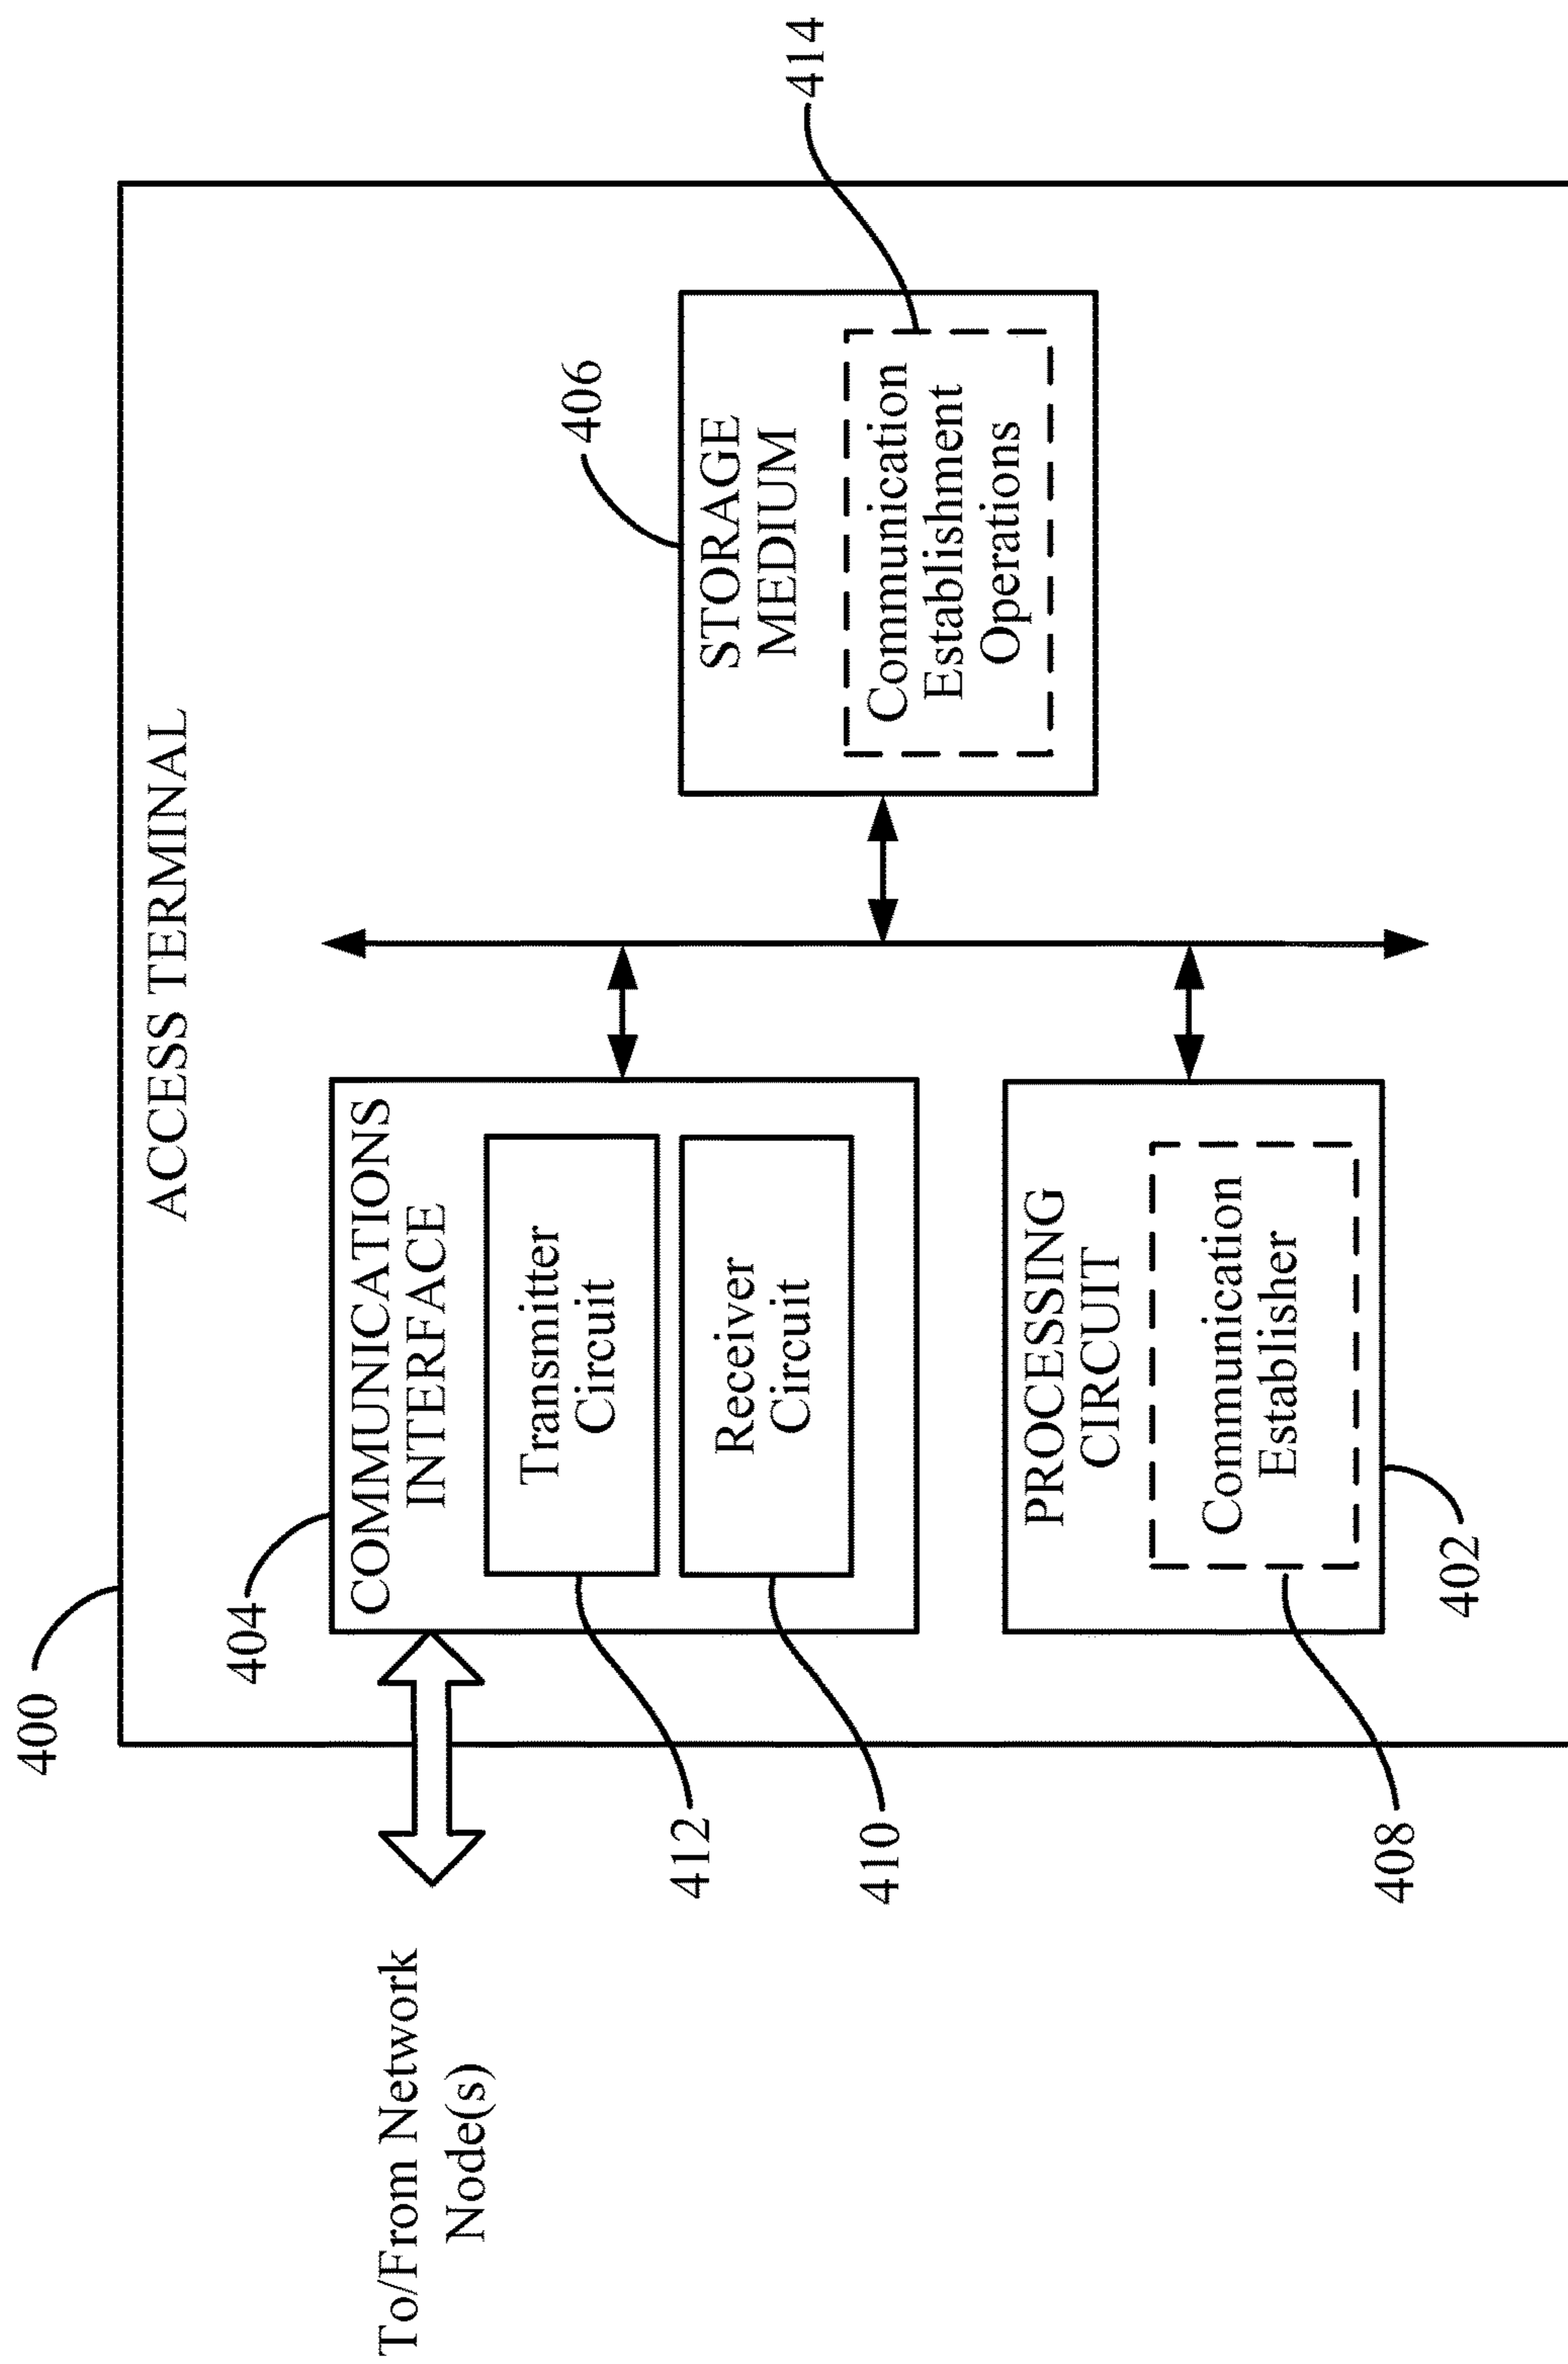 400
ACCESS TERMINAL
404
COMMUNICATIONS
INTERFACE
Transmitter
Circuit
Receiver
Circuit
412
410
To/From Network
Node(s)
406
STORAGE
MEDIUM
Communication
Establishment
Operations
414
PROCESSING
CIRCUIT
Communication
Establisher
408
402